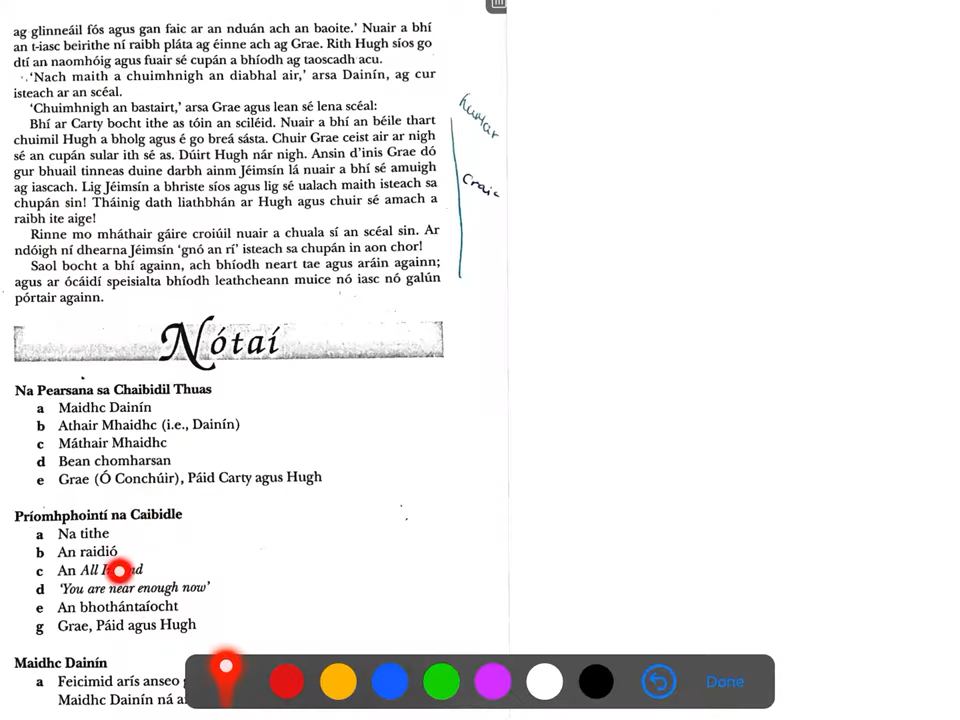 ag glinneáil fós agus gan faic ar an nduán ach an baoite.' Nuair a bhí
an t-iasc beirithe ní raibh pláta ag éinne ach ag Grae. Rith Hugh síos go
dtí an naomhóig agus fuair sé cupán a bhíodh ag taoscadh acu.
'Nach maith a chuimhnigh an diabhal air,' arsa Dainín, ag cur
isteach ar an scéal.
'Chuimhnigh an bastairt,' arsa Grae agus lean sé lena scéal:
Bhí ar Carty bocht ithe as tóin an sciléid. Nuair a bhí an béile thart
chuimil Hugh a bholg agus é go breá sásta. Chuir Grae ceist air ar nigh
sé an cupán sular ith sé as. Dúirt Hugh nár nigh. Ansin d'inis Grae dó
gur bhuail tinneas duine darbh ainm Jéimsín lá nuair a bhí sé amuigh
ag iascach. Lig Jéimsín a bhriste síos agus lig sé ualach maith isteach sa
chupán sin! Tháinig dath liathbhán ar Hugh agus chuir sé amach a
raibh ite aige!
Rinne mo mháthair gáire croiúil nuair a chuala sí an scéal sin. Ar
ndóigh ní dhearna Jéimsín 'gnó an rí' isteach sa chupán in aon chor!
Saol bocht a bhí againn, ach bhíodh neart tae agus aráin againn;
agus ar ócáidí speisialta bhíodh leathcheann muice nó iasc nó galún
pórtair againn.
humar
Craic
Nótaí
Na Pearsana sa Chaibidil Thuas
a Maidhc Dainín
b Athair Mhaidhc (i.e., Dainín)
c Máthair Mhaidhc
d Bean chomharsan
e Grae (Ó Conchúir), Páid Carty agus Hugh
Príomhphointí na Caibidle
a Na tithe
b An raidió
c An All
d 'You are near enough now'
e An bhothántaíocht
g Grae, Páid agus Hugh
Maidhc Dainín
a Feicimid arís anseo
Maidhc Dainín ná
Done